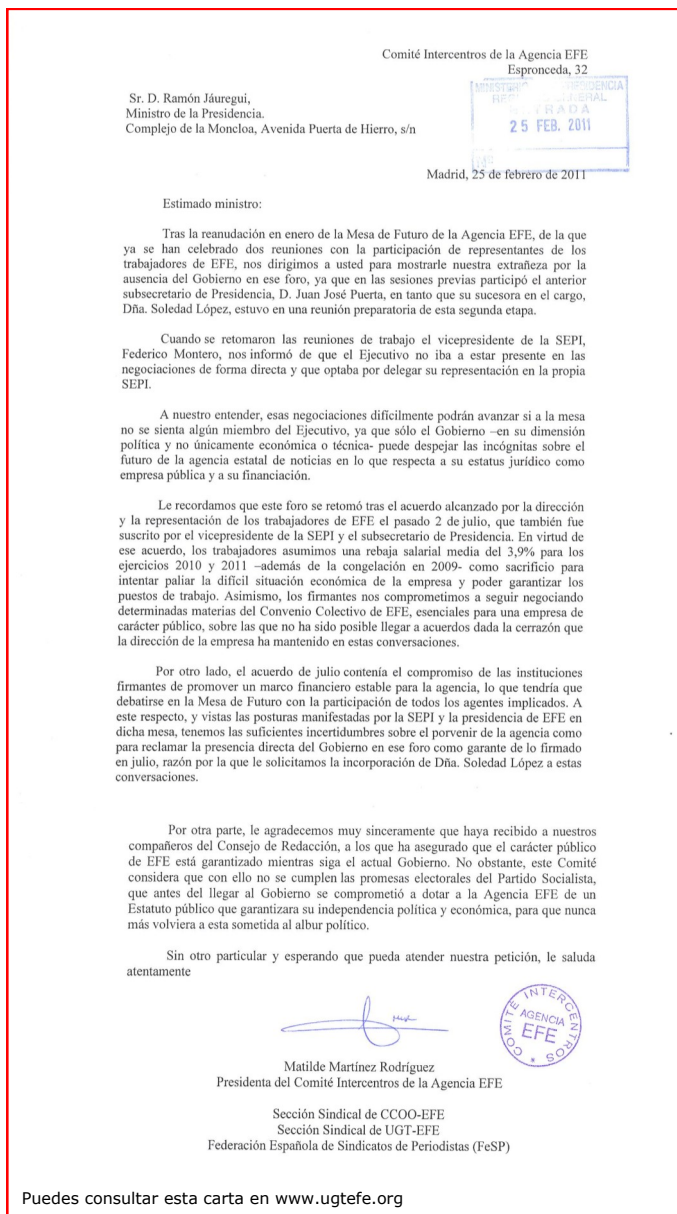 Comité Intercentros de la Agencia EFE
Espronceda, 32
Sr. D. Ramón Jáuregui,
Ministro de la Presidencia.
Complejo de la Moncloa, Avenida Puerta de Hierro, s/n
25 FEB. 2011
Madrid, 25 de febrero de 2011
Estimado ministro:
Tras la reanudación en enero de la Mesa de Futuro de la Agencia EFE, de la que
ya se han celebrado dos reuniones con la participación de representantes de los
trabajadores de EFE, nos dirigimos a usted para mostrarle nuestra extrañeza por la
ausencia del Gobierno en ese foro, ya que en las sesiones previas participó el anterior
subsecretario de Presidencia, D. Juan José Puerta, en tanto que su sucesora en el cargo,
Dña. Soledad López, estuvo en una reunión preparatoria de esta segunda etapa.
Cuando se retomaron las reuniones de trabajo el vicepresidente de la SEPI,
Federico Montero, nos informó de que el Ejecutivo no iba a estar presente en las
negociaciones de forma directa y que optaba por delegar su representación en la propia
SEPI.
A nuestro entender, esas negociaciones difícilmente podrán avanzar si a la mesa
no se sienta algún miembro del Ejecutivo, ya que sólo el Gobierno –en su dimensión
política y no únicamente económica o técnica- puede despejar las incógnitas sobre el
futuro de la agencia estatal de noticias en lo que respecta a su estatus jurídico como
empresa pública y a su financiación.
Le recordamos que este foro se retomó tras el acuerdo alcanzado por la dirección
y la representación de los trabajadores de EFE el pasado 2 de julio, que también fue
suscrito por el vicepresidente de la SEPI y el subsecretario de Presidencia. En virtud de
ese acuerdo, los trabajadores asumimos una rebaja salarial media del 3,9% para los
ejercicios 2010 y 2011 –además de la congelación en 2009- como sacrificio para
intentar paliar la difícil situación económica de la empresa y poder garantizar los
puestos de trabajo. Asimismo, los firmantes nos comprometimos a seguir negociando
determinadas materias del Convenio Colectivo de EFE, esenciales para una empresa de
carácter público, sobre las que no ha sido posible llegar a acuerdos dada la cerrazón que
la dirección de la empresa ha mantenido en estas conversaciones.
Por otro lado, el acuerdo de julio contenía el compromiso de las instituciones
firmantes de promover un marco financiero estable para la agencia, lo que tendría que
debatirse en la Mesa de Futuro con la participación de todos los agentes implicados. A
este respecto, y vistas las posturas manifestadas por la SEPI y la presidencia de EFE en
dicha mesa, tenemos las suficientes incertidumbres sobre el porvenir de la agencia como
para reclamar la presencia directa del Gobierno en ese foro como garante de lo firmado
en julio, razón por la que le solicitamos la incorporación de Dña. Soledad López a estas
conversaciones.
Por otra parte, le agradecemos muy sinceramente que haya recibido a nuestros
compañeros del Consejo de Redacción, a los que ha asegurado que el carácter público
de EFE está garantizado mientras siga el actual Gobierno. No obstante, este Comité
considera que con ello no se cumplen las promesas electorales del Partido Socialista,
que antes del llegar al Gobierno se comprometió a dotar a la Agencia EFE de un
Estatuto público que garantizara su independencia política y económica, para que nunca
más volviera a esta sometida al albur político.
Sin otro particular y esperando que pueda atender nuestra petición, le saluda
atentamente
COMITÉ INTERCENTROS
AGENCIA
EFE
Matilde Martínez Rodríguez
Presidenta del Comité Intercentros de la Agencia EFE
Sección Sindical de CCOO-EFE
Sección Sindical de UGT-EFE
Federación Española de Sindicatos de Periodistas (FeSP)
Puedes consultar esta carta en www.ugtefe.org